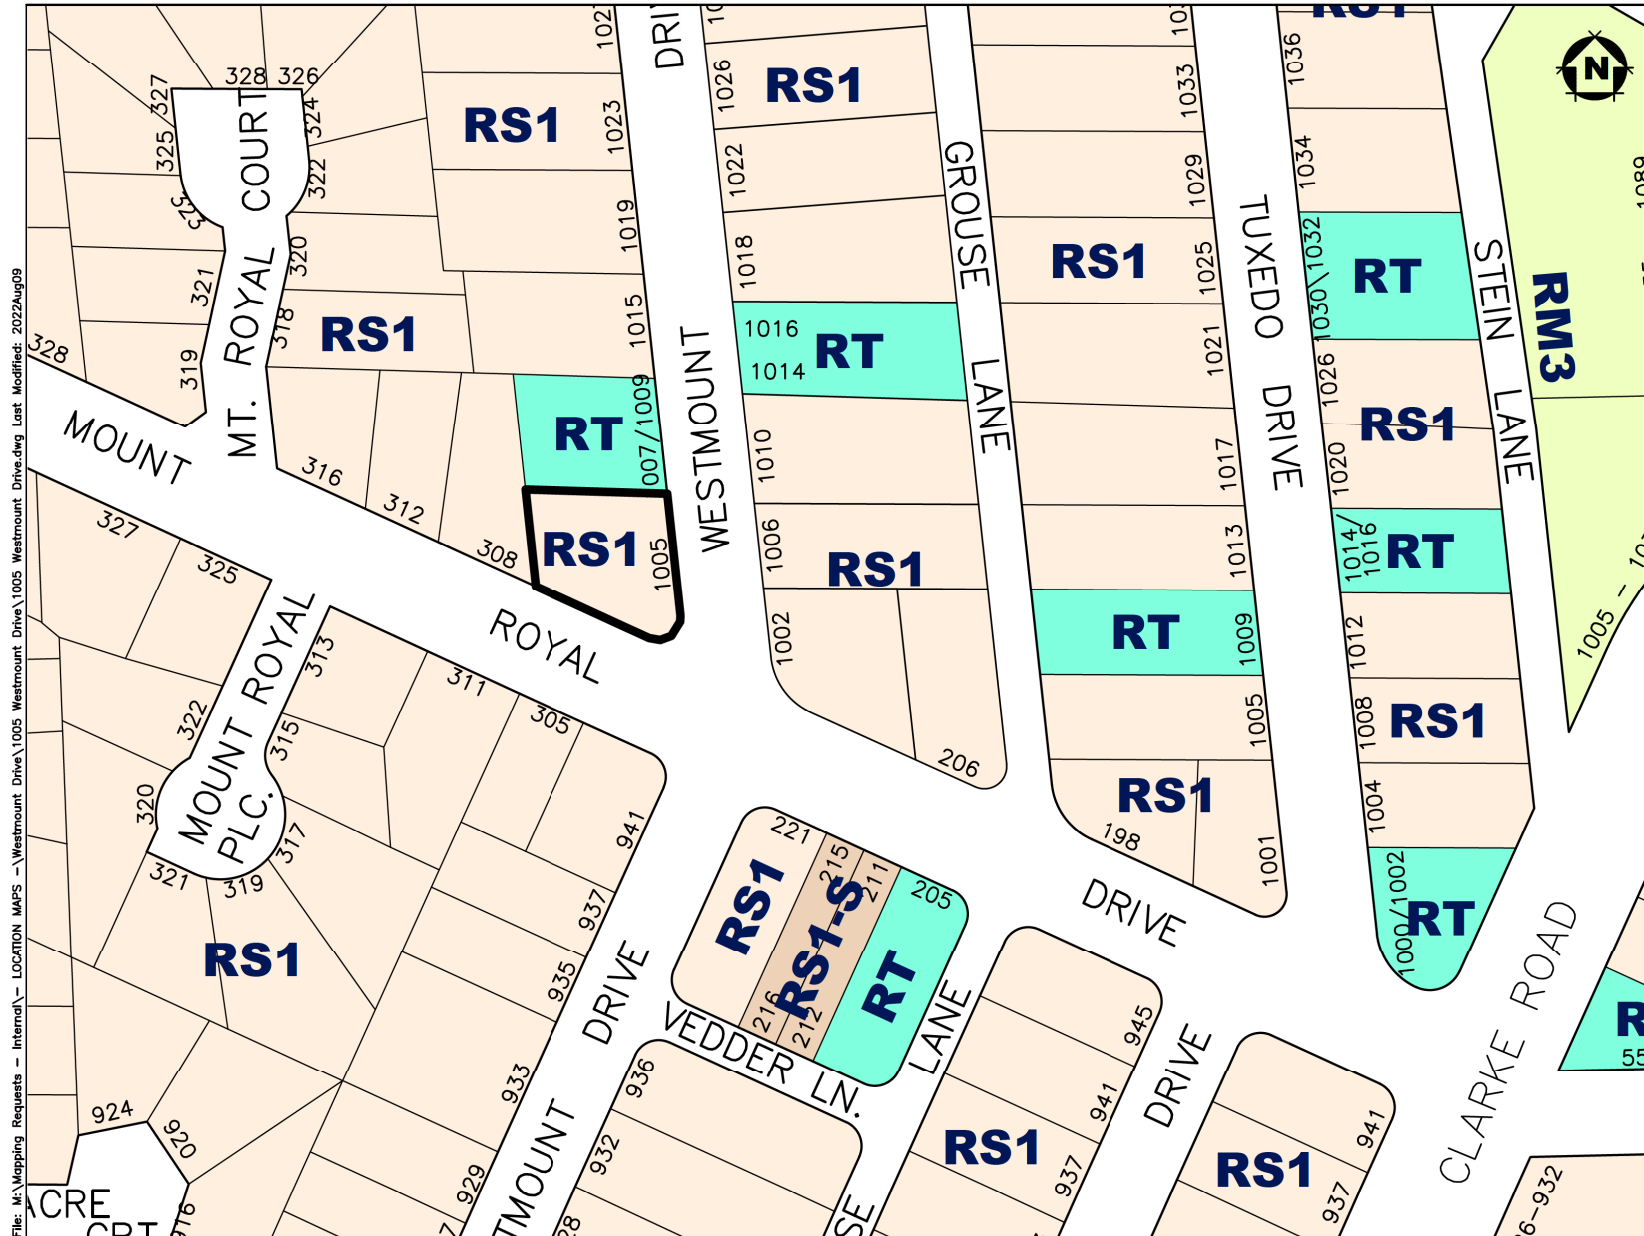 File: M:\Mapping Requests - Internal\- LOCATION MAPS -\Westmount Drive\1005 Westmount Drive\1005 Westmount Drive.dwg Last Modified: 2022Aug09
N
MT. ROYAL COURT
328
326
327
324
325
322
323
320
321
318
319
328
RS1
RS1
1023
1019
1015
RT
RS1
1005
316
312
308
MOUNT
ROYAL
DRIVE
WESTMOUNT
1026
RS1
1022
1018
1016
1014
RT
1010
1006
RS1
1002
206
GROUSE
LANE
1033
1029
RS1
1025
1021
1017
1013
RT
1009
1005
RS1
198
1001
TUXEDO
DRIVE
1036
1034
1030\1032
RT
1026
RS1
1020
1014/
1016
RT
1012
1008
RS1
1004
1000/1002
RT
STEIN
LANE
RM3
1089
327
325
MOUNT ROYAL
PLC.
313
311
305
322
315
320
317
321
319
RS1
941
937
935
933
929
924
920
DRIVE
221
RS1
215
211
RS1-S
216
212
205
RT
VEDDER LN.
LANE
936
932
945
941
RS1
937
DRIVE
941
RS1
937
CLARKE ROAD